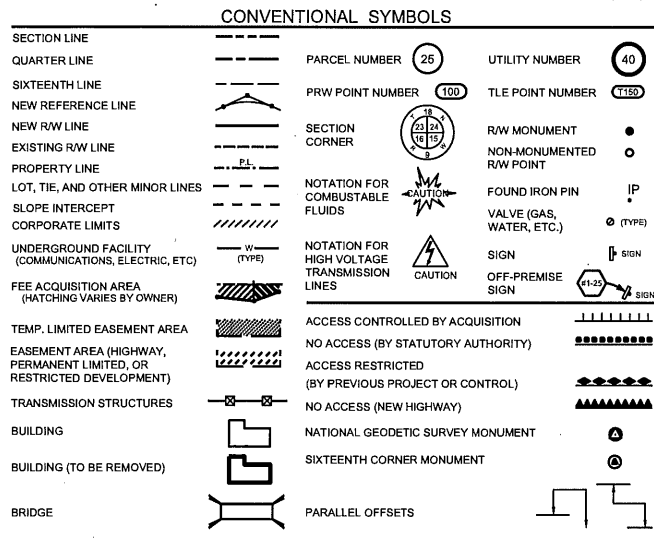 CONVENTIONAL SYMBOLS
SECTION LINE
QUARTER LINE
SIXTEENTH LINE
NEW REFERENCE LINE
NEW R/W LINE
EXISTING R/W LINE
PROPERTY LINE
P.L.
LOT, TIE, AND OTHER MINOR LINES
SLOPE INTERCEPT
CORPORATE LIMITS
UNDERGROUND FACILITY
(COMMUNICATIONS, ELECTRIC, ETC)
W
(TYPE)
FEE ACQUISITION AREA
(HATCHING VARIES BY OWNER)
TEMP. LIMITED EASEMENT AREA
EASEMENT AREA (HIGHWAY,
PERMANENT LIMITED, OR
RESTRICTED DEVELOPMENT)
TRANSMISSION STRUCTURES
BUILDING
BUILDING (TO BE REMOVED)
BRIDGE
PARCEL NUMBER
25
PRW POINT NUMBER
100
SECTION
CORNER
18
T N
23 24
16 15
R W
9
NOTATION FOR
COMBUSTABLE
FLUIDS
CAUTION
NOTATION FOR
HIGH VOLTAGE
TRANSMISSION
LINES
CAUTION
UTILITY NUMBER
40
TLE POINT NUMBER
T150
R/W MONUMENT
NON-MONUMENTED
R/W POINT
FOUND IRON PIN
IP
VALVE (GAS,
WATER, ETC.)
(TYPE)
SIGN
SIGN
OFF-PREMISE
SIGN
#1-25
SIGN
ACCESS CONTROLLED BY ACQUISITION
NO ACCESS (BY STATUTORY AUTHORITY)
ACCESS RESTRICTED
(BY PREVIOUS PROJECT OR CONTROL)
NO ACCESS (NEW HIGHWAY)
NATIONAL GEODETIC SURVEY MONUMENT
SIXTEENTH CORNER MONUMENT
PARALLEL OFFSETS